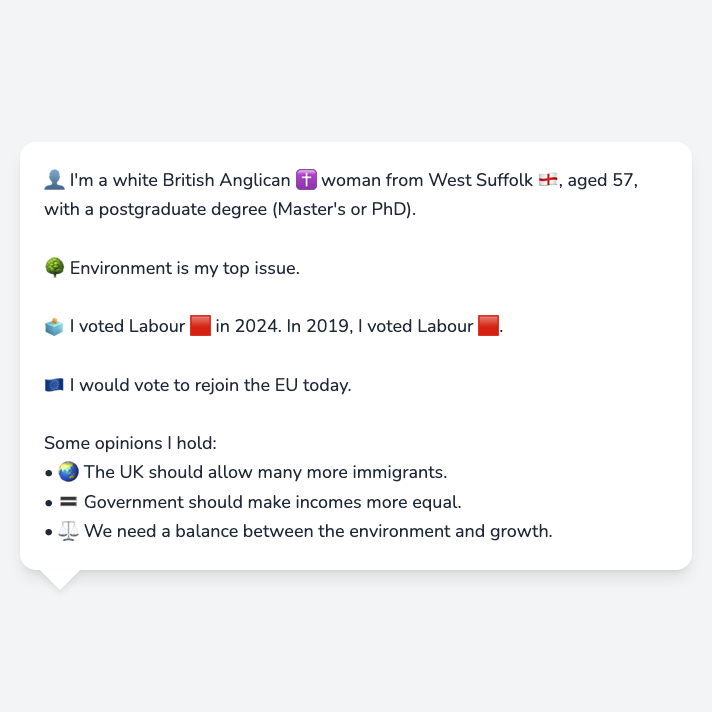 👤 I'm a white British Anglican ✝️ woman from West Suffolk 🏴󠁧󠁢󠁥󠁮󠁧󠁿, aged 57,
with a postgraduate degree (Master's or PhD).
🌳 Environment is my top issue.
🗳️ I voted Labour 🟥 in 2024. In 2019, I voted Labour 🟥.
🇪🇺 I would vote to rejoin the EU today.
Some opinions I hold:
• 🌏 The UK should allow many more immigrants.
• 🟰 Government should make incomes more equal.
• ⚖️ We need a balance between the environment and growth.